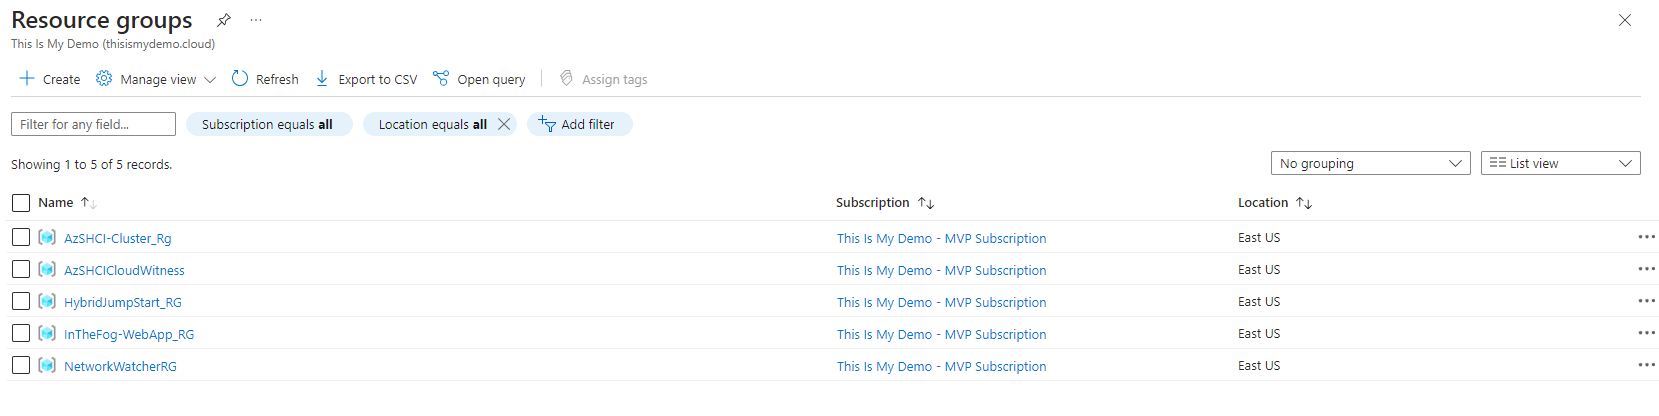 Resource groups
This Is My Demo (thisismydemo.cloud)
Create Manage view Refresh Export to CSV Open query Assign tags
Filter for any field... Subscription equals all Location equals all Add filter
Showing 1 to 5 of 5 records. No grouping List view
Name Subscription Location
AzSHCI-Cluster_Rg This Is My Demo - MVP Subscription East US
AzSHCICloudWitness This Is My Demo - MVP Subscription East US
HybridJumpStart_RG This Is My Demo - MVP Subscription East US
InTheFog-WebApp_RG This Is My Demo - MVP Subscription East US
NetworkWatcherRG This Is My Demo - MVP Subscription East US